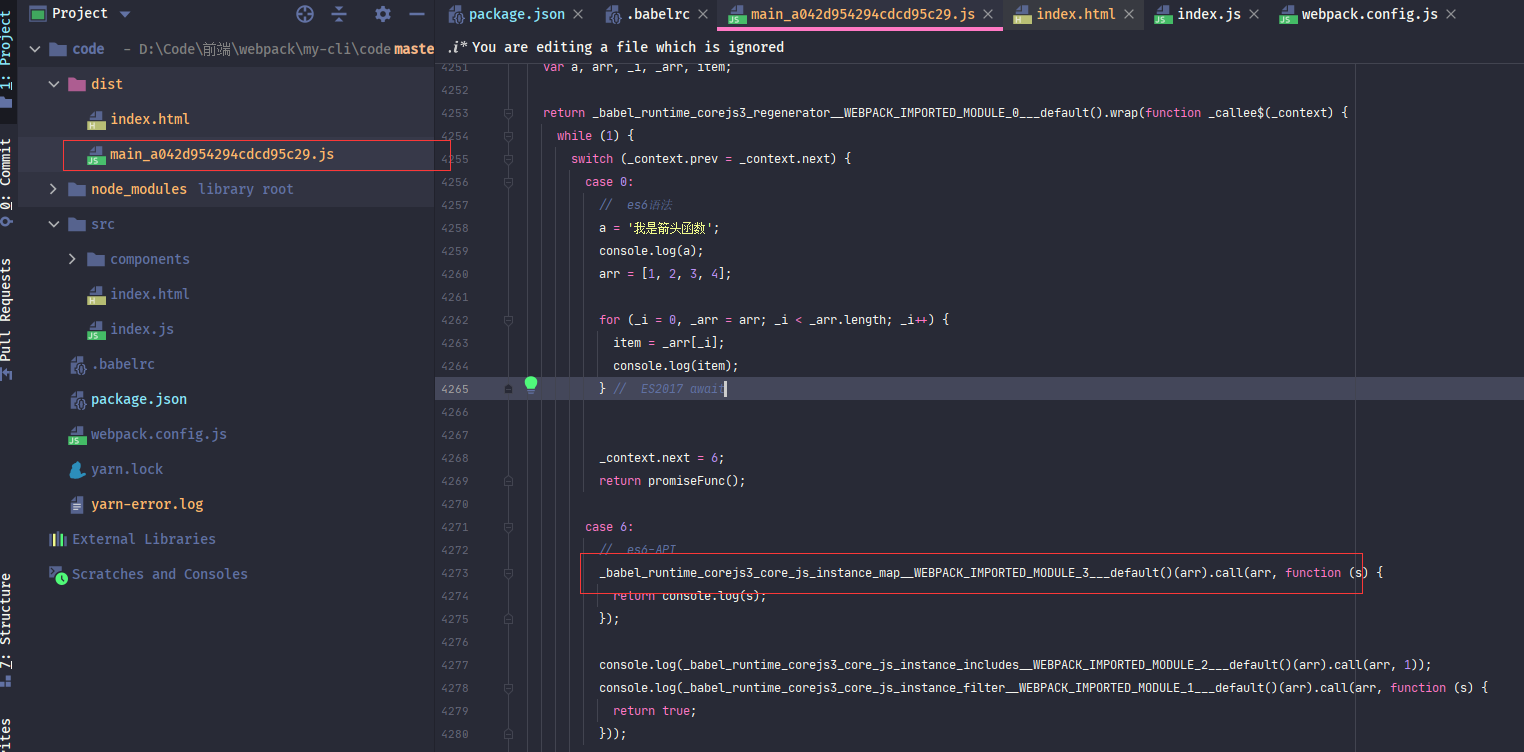 Project
package.json
.babelrc
main_a042d954294cdcd95c29.js
index.html
index.js
webpack.config.js
1: Project
0: Commit
Pull Requests
7: Structure
code – D:\Code\前端\webpack\my-cli\code master
dist
index.html
main_a042d954294cdcd95c29.js
node_modules library root
src
components
index.html
index.js
.babelrc
package.json
webpack.config.js
yarn.lock
yarn-error.log
External Libraries
Scratches and Consoles
.i* You are editing a file which is ignored
4251 var a, arr, _i, _arr, item;
4252
4253 return _babel_runtime_corejs3_regenerator__WEBPACK_IMPORTED_MODULE_0___default().wrap(function _callee$(_context) {
4254 while (1) {
4255 switch (_context.prev = _context.next) {
4256 case 0:
4257 // es6语法
4258 a = '我是箭头函数';
4259 console.log(a);
4260 arr = [1, 2, 3, 4];
4261
4262 for (_i = 0, _arr = arr; _i < _arr.length; _i++) {
4263 item = _arr[_i];
4264 console.log(item);
4265 } // ES2017 await
4266
4267
4268 _context.next = 6;
4269 return promiseFunc();
4270
4271 case 6:
4272 // es6-API
4273 _babel_runtime_corejs3_core_js_instance_map__WEBPACK_IMPORTED_MODULE_3___default()(arr).call(arr, function (s) {
4274 return console.log(s);
4275 });
4276
4277 console.log(_babel_runtime_corejs3_core_js_instance_includes__WEBPACK_IMPORTED_MODULE_2___default()(arr).call(arr, 1));
4278 console.log(_babel_runtime_corejs3_core_js_instance_filter__WEBPACK_IMPORTED_MODULE_1___default()(arr).call(arr, function (s) {
4279 return true;
4280 }));